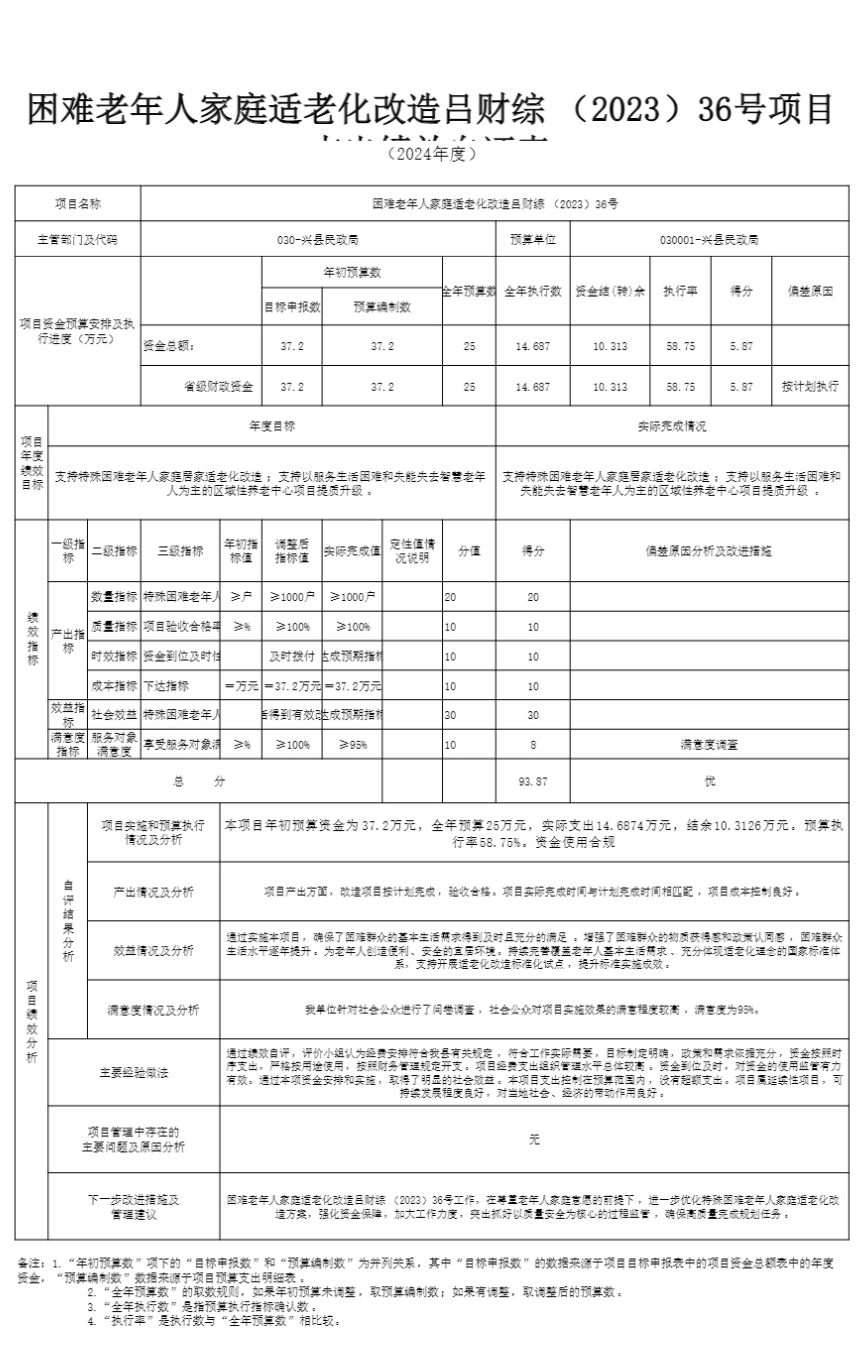 困难老年人家庭适老化改造吕财综 （2023）36号项目
（2024年度）
项目名称 困难老年人家庭适老化改造吕财综 （2023）36号
主管部门及代码 030-兴县民政局 预算单位 030001-兴县民政局
项目资金预算安排及执
行进度（万元）
年初预算数 全年预算数 全年执行数 资金结(转)余 执行率 得分 偏差原因
目标申报数 预算编制数
资金总额： 37.2 37.2 25 14.687 10.313 58.75 5.87
省级财政资金 37.2 37.2 25 14.687 10.313 58.75 5.87 按计划执行
项目
年度
绩效
目标
年度目标 实际完成情况
支持特殊困难老年人家庭居家适老化改造 ；支持以服务生活困难和失能失去智慧老年
人为主的区域性养老中心项目提质升级 。
支持特殊困难老年人家庭居家适老化改造 ；支持以服务生活困难和
失能失去智慧老年人为主的区域性养老中心项目提质升级 。
绩
效
指
标
一级指
标
二级指标 三级指标
年初指
标值
调整后
指标值
实际完成值
定性值情
况说明
分值 得分 偏差原因分析及改进措施
产出指
标
数量指标 特殊困难老年人 ≥户 ≥1000户 ≥1000户 20 20
质量指标 项目验收合格率 ≥% ≥100% ≥100% 10 10
时效指标 资金到位及时性 及时拨付 达成预期指标 10 10
成本指标 下达指标 ＝万元 ＝37.2万元 ＝37.2万元 10 10
效益指
标
社会效益 特殊困难老年人 得到有效 达成预期指标 30 30
满意度
指标
服务对象
满意度
享受服务对象满 ≥% ≥100% ≥95% 10 8 满意度调查
总 分 93.87 优
项
目
绩
效
分
析
自
评
结
果
分
析
项目实施和预算执行
情况及分析
本项目年初预算资金为37.2万元，全年预算25万元，实际支出14.6874万元，结余10.3126万元。预算执
行率58.75%。资金使用合规
产出情况及分析
项目产出方面，改造项目按计划完成，验收合格。项目实际完成时间与计划完成时间相匹配 ，项目成本控制良好。
效益情况及分析
通过实施本项目，确保了困难群众的基本生活需求得到及时且充分的满足 。增强了困难群众的物质获得感和政策认同感 ，困难群众
生活水平逐年提升 。为老年人创造便利、安全的宜居环境。持续完善覆盖老年人基本生活需求 、充分体现适老化理念的国家标准体
系，支持开展适老化改造标准化试点 ，提升标准实施成效 。
满意度情况及分析
我单位针对社会公众进行了问卷调查 ，社会公众对项目实施效果的满意程度较高 ，满意度为95%。
主要经验做法
通过绩效自评，评价小组认为经费安排符合我县有关规定 ，符合工作实际需要，目标制定明确，政策和需求依据充分，资金按照时
序支出，严格按用途使用，按照财务管理规定开支 。项目经费支出组织管理水平总体较高 。资金到位及时，对资金的使用监管有力
有效。通过本项资金安排和实施，取得了明显的社会效益 。本项目支出控制在预算范围内 ，没有超额支出。项目属延续性项目，可
持续发展程度良好，对当地社会、经济的带动作用良好。
项目管理中存在的
主要问题及原因分析
无
下一步改进措施及
管理建议
困难老年人家庭适老化改造吕财综 （2023）36号工作，在尊重老年人家庭意愿的前提下 ，进一步优化特殊困难老年人家庭适老化改
造方案，强化资金保障，加大工作力度，突出抓好以质量安全为核心的过程监管 ，确保高质量完成规划任务 。
备注：1.“年初预算数”项下的“目标申报数”和“预算编制数”为并列关系，其中“目标申报数”的数据来源于项目目标申报表中的项目资金总额表中的年度
资金，“预算编制数”数据来源于项目预算支出明细表 。
2.“全年预算数”的取数规则，如果年初预算未调整，取预算编制数；如果有调整，取调整后的预算数 。
3.“全年执行数”是指预算执行指标确认数 。
4.“执行率”是执行数与“全年预算数”相比较。